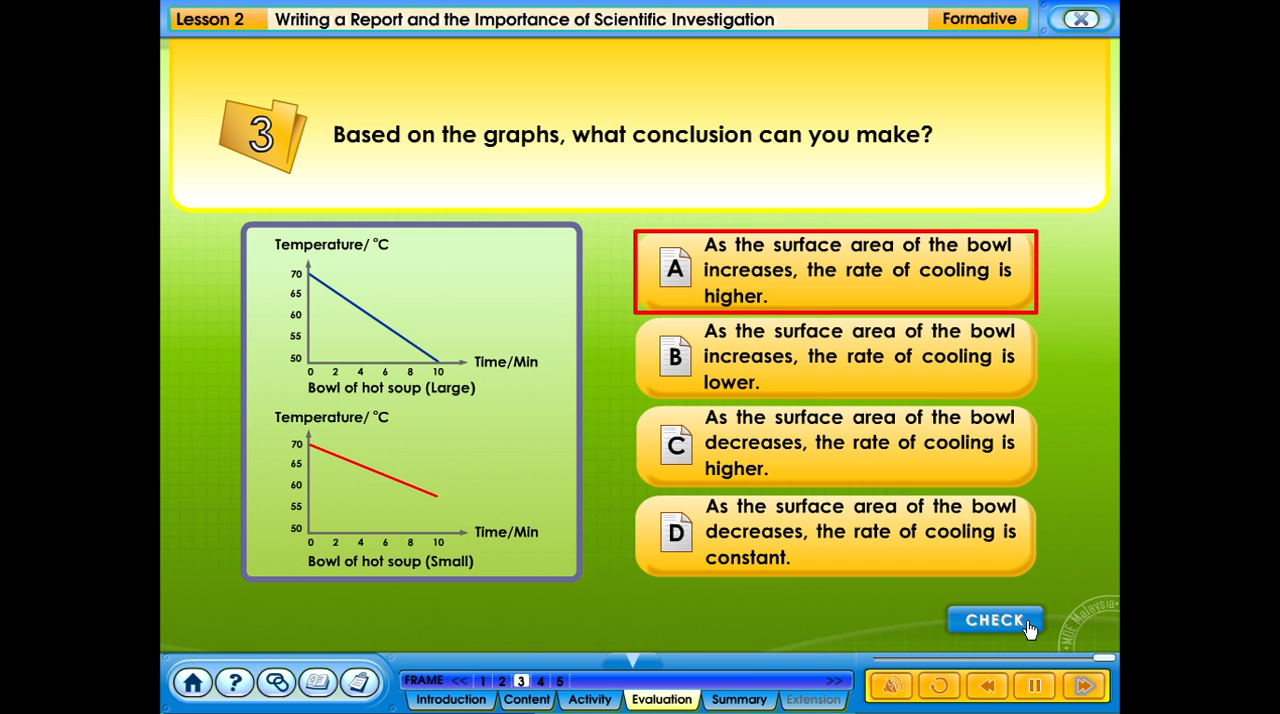 Lesson 2
Writing a Report and the Importance of Scientific Investigation
Formative
3
Based on the graphs, what conclusion can you make?
Temperature/ °C
70
65
60
55
50
0 2 4 6 8 10
Time/Min
Bowl of hot soup (Large)
Temperature/ °C
70
65
60
55
50
0 2 4 6 8 10
Time/Min
Bowl of hot soup (Small)
A
As the surface area of the bowl
increases, the rate of cooling is
higher.
B
As the surface area of the bowl
increases, the rate of cooling is
lower.
C
As the surface area of the bowl
decreases, the rate of cooling is
higher.
D
As the surface area of the bowl
decreases, the rate of cooling is
constant.
CHECK
MDE Malaysia
FRAME << 1 2 3 4 5 >>
Introduction Content Activity Evaluation Summary Extension